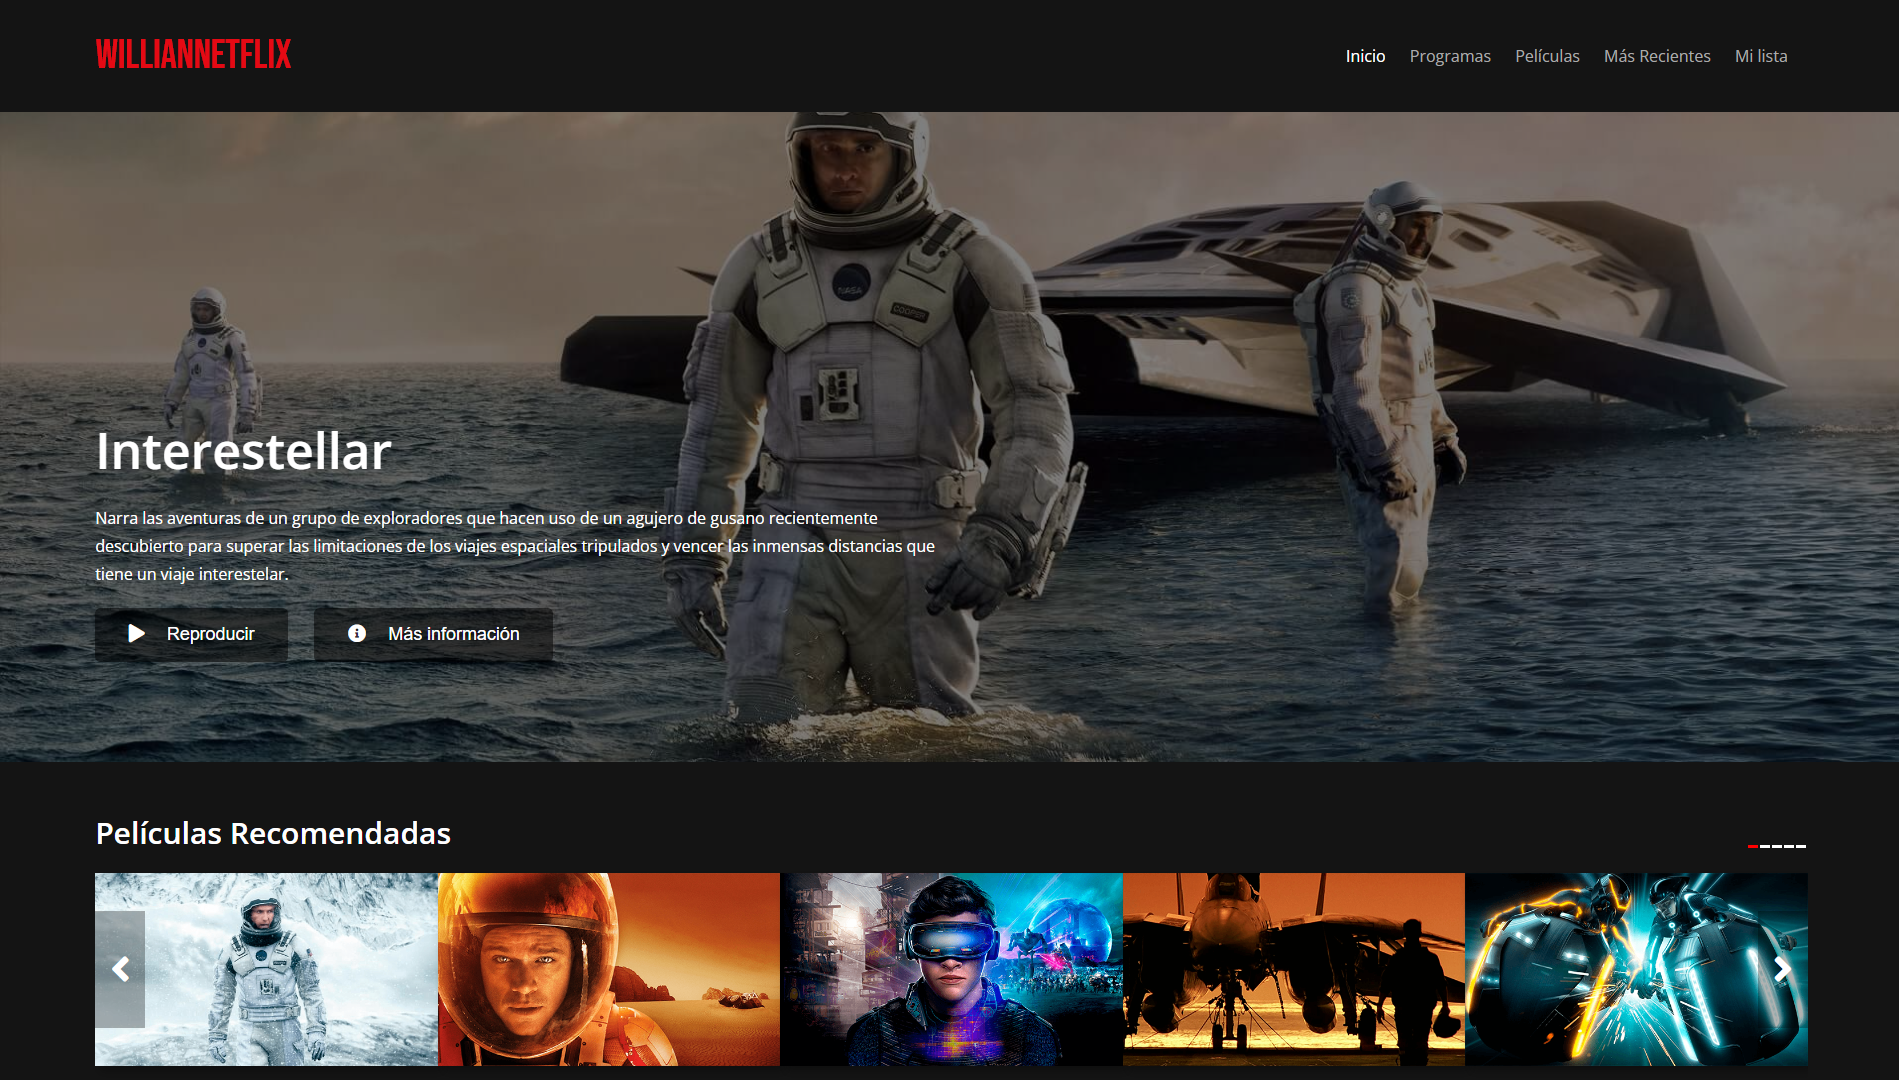 WILLIANNETFLIX
Inicio Programas Películas Más Recientes Mi lista
NASA
COOPER
Interestellar
Narra las aventuras de un grupo de exploradores que hacen uso de un agujero de gusano recientemente
descubierto para superar las limitaciones de los viajes espaciales tripulados y vencer las inmensas distancias que
tiene un viaje interestelar.
Reproducir Más información
Películas Recomendadas